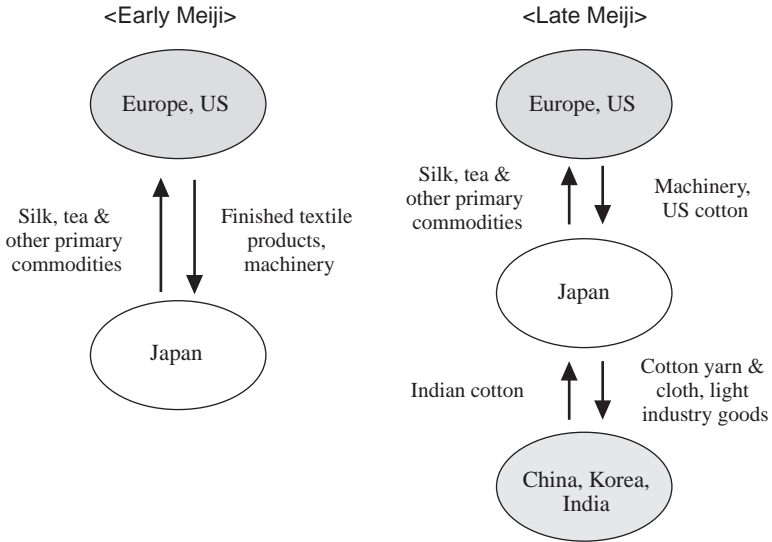 <Early Meiji>
Europe, US
Silk, tea &
other primary
commodities
Finished textile
products,
machinery
Japan
<Late Meiji>
Europe, US
Silk, tea &
other primary
commodities
Machinery,
US cotton
Japan
Indian cotton
Cotton yarn &
cloth, light
industry goods
China, Korea,
India